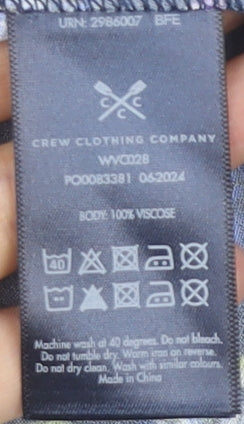 URN: 2986007 BFE
C C
C
CREW CLOTHING COMPANY
WVC028
PO0083381 06-2024
BODY: 100% VISCOSE
40
Machine wash at 40 degrees. Do not bleach.
Do not tumble dry. Warm iron on reverse.
Do not dry clean. Wash with similar colours.
Made in China